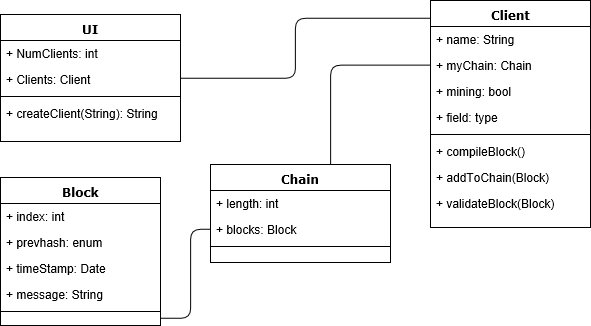 UI
+ NumClients: int
+ Clients: Client
+ createClient(String): String
Client
+ name: String
+ myChain: Chain
+ mining: bool
+ field: type
+ compileBlock()
+ addToChain(Block)
+ validateBlock(Block)
Block
+ index: int
+ prevhash: enum
+ timeStamp: Date
+ message: String
Chain
+ length: int
+ blocks: Block